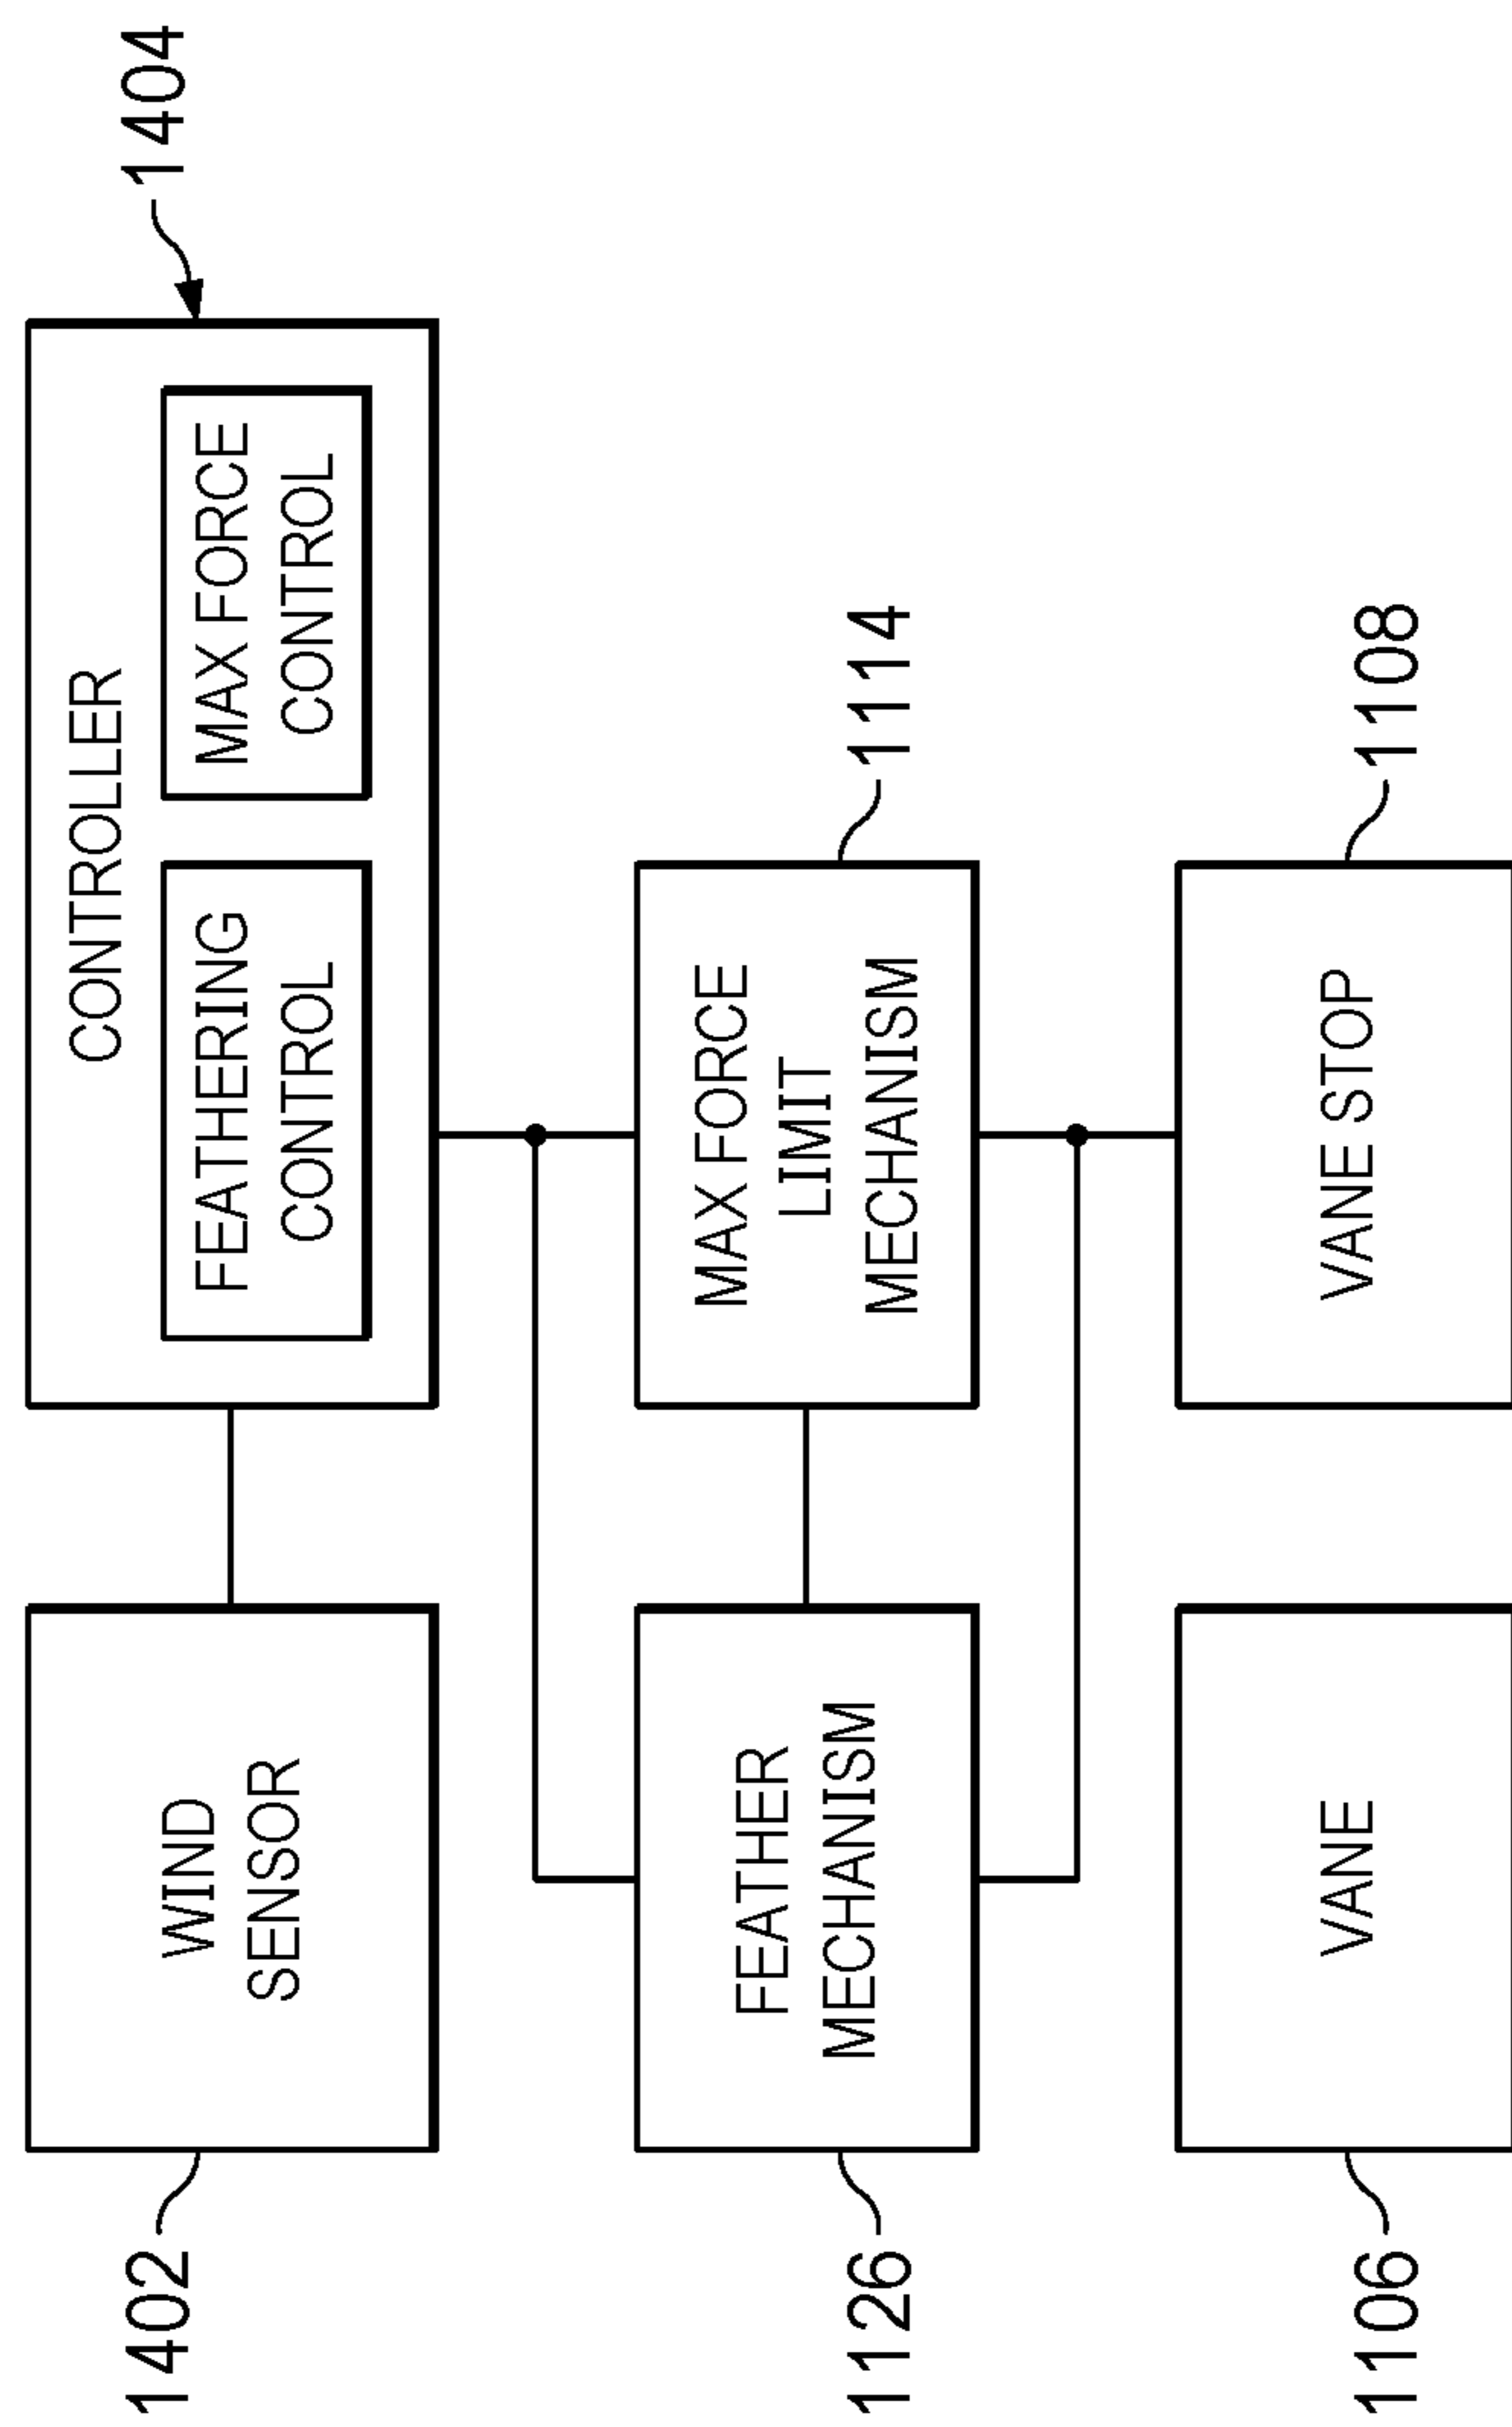 1402
WIND
SENSOR
CONTROLLER
FEATHERING
CONTROL
MAX FORCE
CONTROL
1404
1126
FEATHER
MECHANISM
MAX FORCE
LIMIT
MECHANISM
1114
1106
VANE
VANE STOP
1108